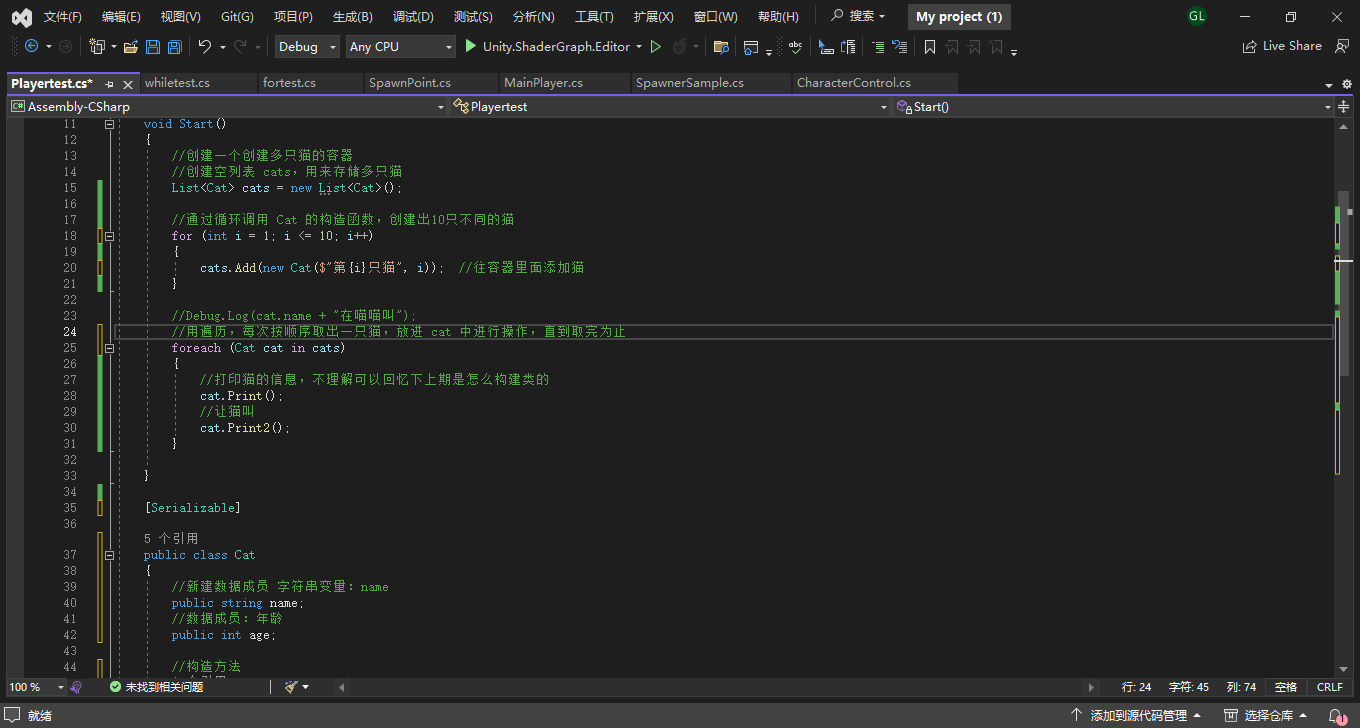 文件(F) 编辑(E) 视图(V) Git(G) 项目(P) 生成(B) 调试(D) 测试(S) 分析(N) 工具(T) 扩展(X) 窗口(W) 帮助(H) 搜索 My project (1) GL
Debug Any CPU Unity.ShaderGraph.Editor abc Live Share
Playertest.cs* whiletest.cs fortest.cs SpawnPoint.cs MainPlayer.cs SpawnerSample.cs CharacterControl.cs
C# Assembly-CSharp Playertest Start()
11 void Start()
12 {
13 //创建一个创建多只猫的容器
14 //创建空列表 cats，用来存储多只猫
15 List<Cat> cats = new List<Cat>();
16
17 //通过循环调用 Cat 的构造函数，创建出10只不同的猫
18 for (int i = 1; i <= 10; i++)
19 {
20 cats.Add(new Cat($"第{i}只猫", i)); //往容器里面添加猫
21 }
22
23 //Debug.Log(cat.name + "在喵喵叫");
24 //用遍历，每次按顺序取出一只猫，放进 cat 中进行操作，直到取完为止
25 foreach (Cat cat in cats)
26 {
27 //打印猫的信息，不理解可以回忆下上期是怎么构建类的
28 cat.Print();
29 //让猫叫
30 cat.Print2();
31 }
32
33 }
34
35 [Serializable]
36
5 个引用
37 public class Cat
38 {
39 //新建数据成员 字符串变量：name
40 public string name;
41 //数据成员：年龄
42 public int age;
43
44 //构造方法
100 % 未找到相关问题 行: 24 字符: 45 列: 74 空格 CRLF
就绪 添加到源代码管理 选择仓库 1